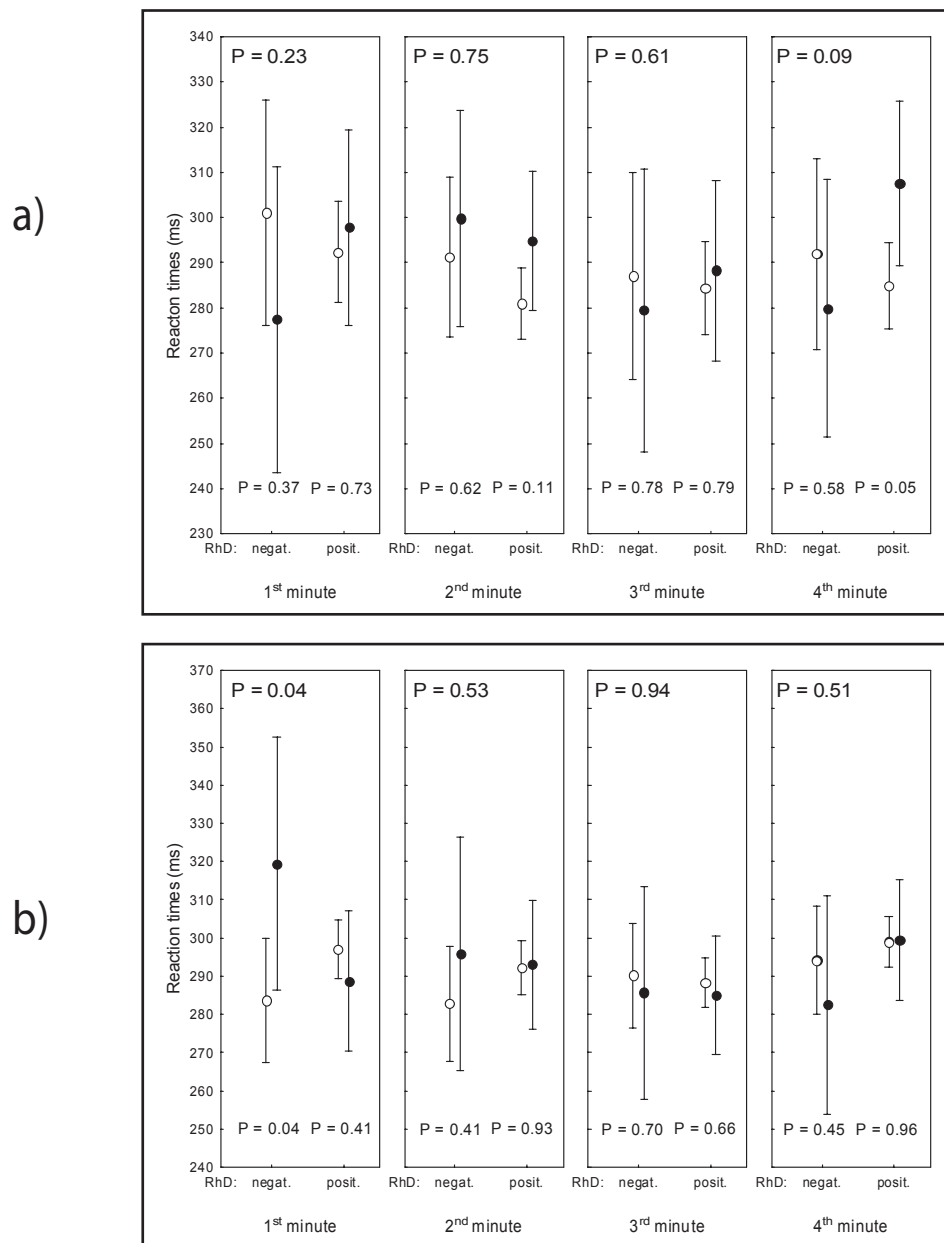 a)
Reacton times (ms)
340
330
320
310
300
290
280
270
260
250
240
230
P = 0.23
P = 0.75
P = 0.61
P = 0.09
P = 0.37 P = 0.73
P = 0.62 P = 0.11
P = 0.78 P = 0.79
P = 0.58 P = 0.05
RhD: negat. posit.
RhD: negat. posit.
RhD: negat. posit.
RhD: negat. posit.
1st minute
2nd minute
3rd minute
4th minute
b)
Reaction times (ms)
370
360
350
340
330
320
310
300
290
280
270
260
250
240
P = 0.04
P = 0.53
P = 0.94
P = 0.51
P = 0.04 P = 0.41
P = 0.41 P = 0.93
P = 0.70 P = 0.66
P = 0.45 P = 0.96
RhD: negat. posit.
RhD: negat. posit.
RhD: negat. posit.
RhD: negat. posit.
1st minute
2nd minute
3rd minute
4th minute